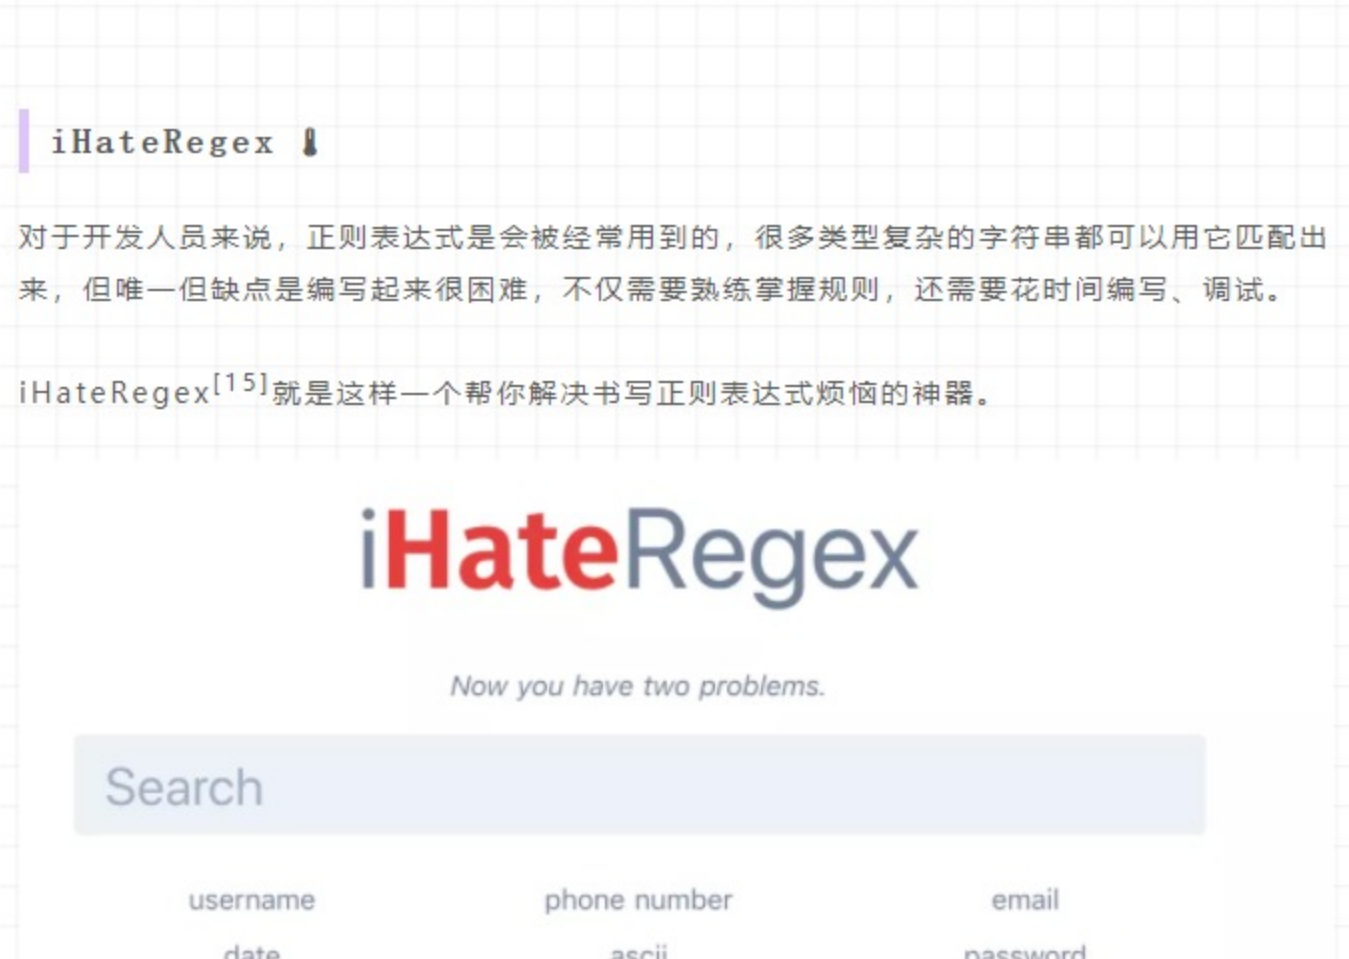 iHateRegex 🌡
对于开发人员来说，正则表达式是会被经常用到的，很多类型复杂的字符串都可以用它匹配出
来，但唯一但缺点是编写起来很困难，不仅需要熟练掌握规则，还需要花时间编写、调试。
iHateRegex[15]就是这样一个帮你解决书写正则表达式烦恼的神器。
iHateRegex
Now you have two problems.
Search
username phone number email
date ascii password